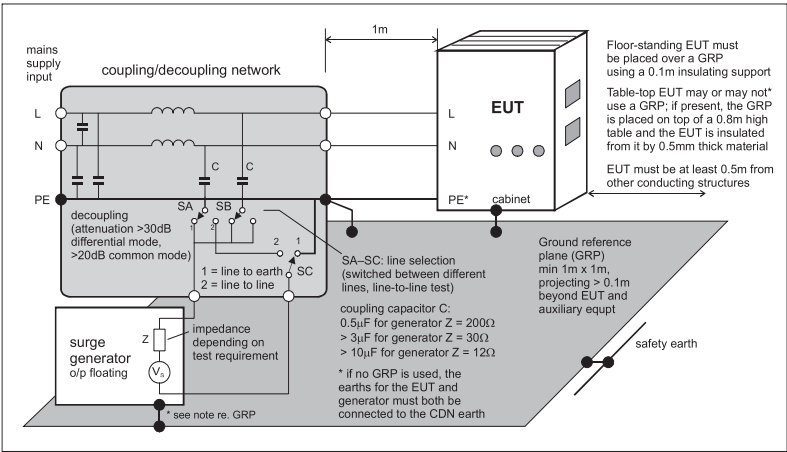 1m
mains
supply
input
coupling/decoupling network
L
N
PE
C
C
SA
SB
1
2
decoupling
(attenuation >30dB
differential mode,
>20dB common mode)
2
1
1 = line to earth
2 = line to line
SC
EUT
L
N
PE*
cabinet
Floor-standing EUT must
be placed over a GRP
using a 0.1m insulating support
Table-top EUT may or may not*
use a GRP; if present, the GRP
is placed on top of a 0.8m high
table and the EUT is insulated
from it by 0.5mm thick material
EUT must be at least 0.5m from
other conducting structures
SA–SC: line selection
(switched between different
lines, line-to-line test)
coupling capacitor C:
0.5µF for generator Z = 200Ω
> 3µF for generator Z = 30Ω
> 10µF for generator Z = 12Ω
* if no GRP is used, the
earths for the EUT and
generator must both be
connected to the CDN earth
Ground reference
plane (GRP)
min 1m x 1m,
projecting > 0.1m
beyond EUT and
auxiliary equpt
safety earth
surge
generator
o/p floating
Z
Vs
impedance
depending on
test requirement
* see note re. GRP